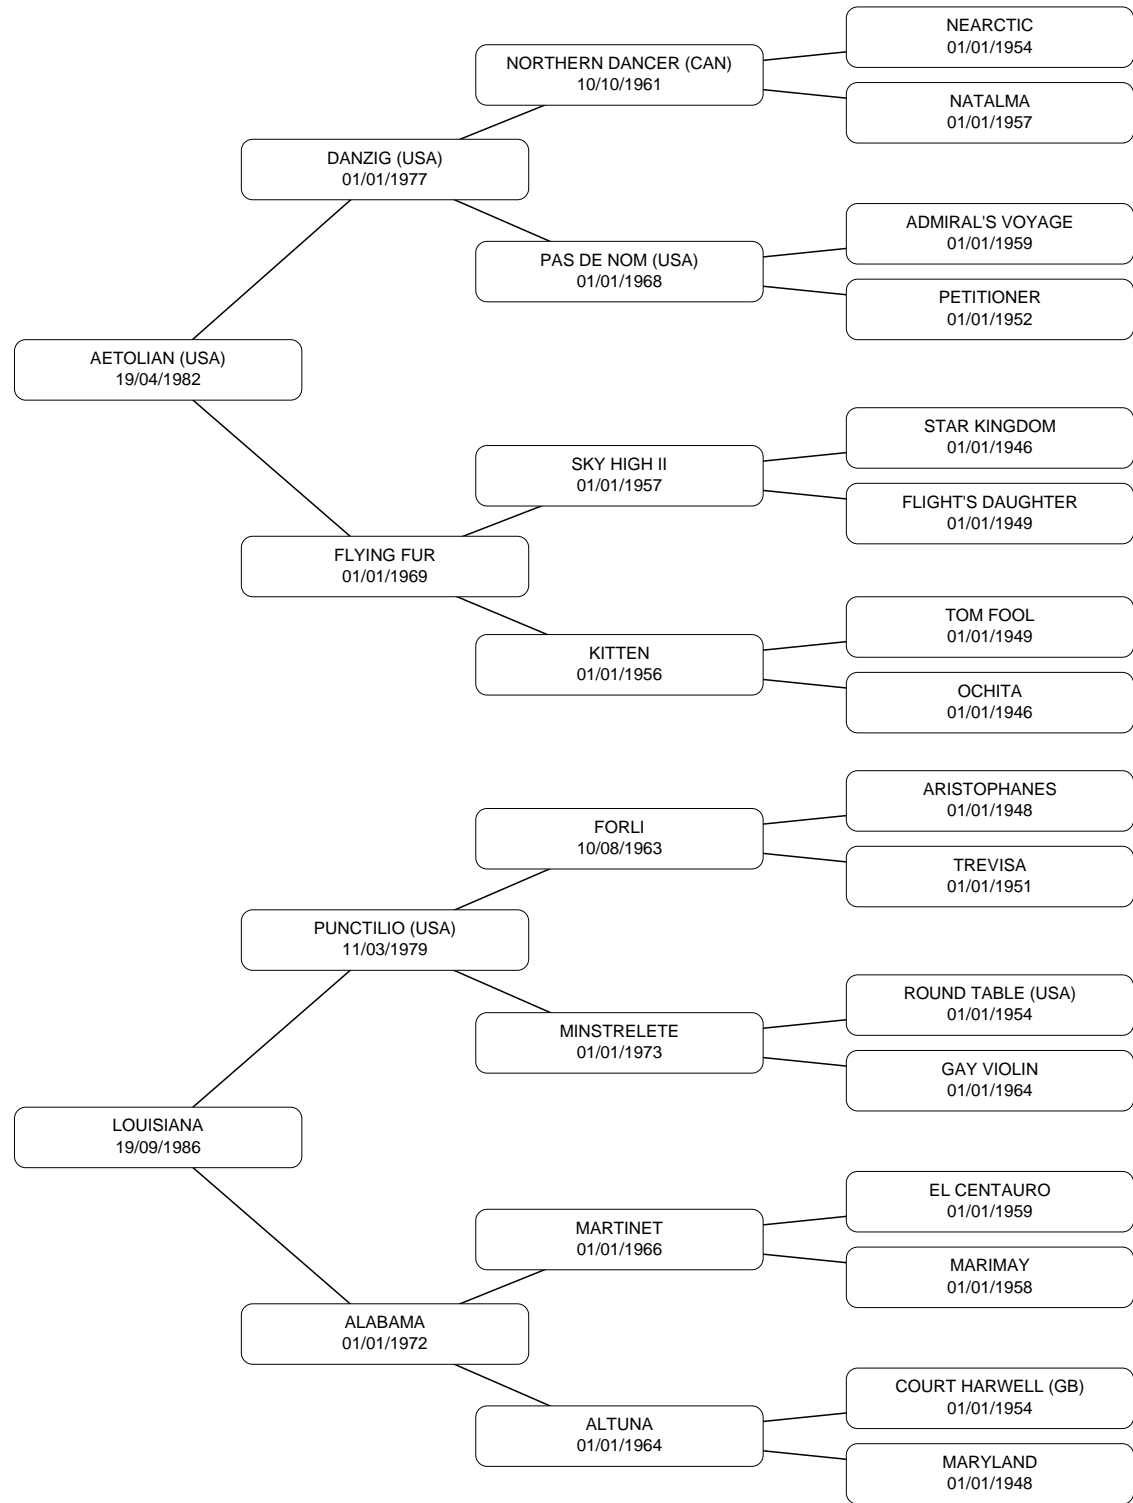 NEARCTIC
01/01/1954
NORTHERN DANCER (CAN)
10/10/1961
NATALMA
01/01/1957
DANZIG (USA)
01/01/1977
ADMIRAL'S VOYAGE
01/01/1959
PAS DE NOM (USA)
01/01/1968
PETITIONER
01/01/1952
AETOLIAN (USA)
19/04/1982
STAR KINGDOM
01/01/1946
SKY HIGH II
01/01/1957
FLIGHT'S DAUGHTER
01/01/1949
FLYING FUR
01/01/1969
TOM FOOL
01/01/1949
KITTEN
01/01/1956
OCHITA
01/01/1946
ARISTOPHANES
01/01/1948
FORLI
10/08/1963
TREVISA
01/01/1951
PUNCTILIO (USA)
11/03/1979
ROUND TABLE (USA)
01/01/1954
MINSTRELETE
01/01/1973
GAY VIOLIN
01/01/1964
LOUISIANA
19/09/1986
EL CENTAURO
01/01/1959
MARTINET
01/01/1966
MARIMAY
01/01/1958
ALABAMA
01/01/1972
COURT HARWELL (GB)
01/01/1954
ALTUNA
01/01/1964
MARYLAND
01/01/1948